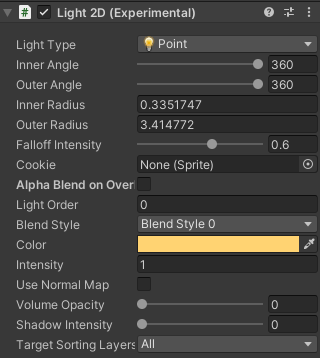 Light 2D (Experimental)
Light Type Point
Inner Angle 360
Outer Angle 360
Inner Radius 0.3351747
Outer Radius 3.414772
Falloff Intensity 0.6
Cookie None (Sprite)
Alpha Blend on Over
Light Order 0
Blend Style Blend Style 0
Color
Intensity 1
Use Normal Map
Volume Opacity 0
Shadow Intensity 0
Target Sorting Layers All